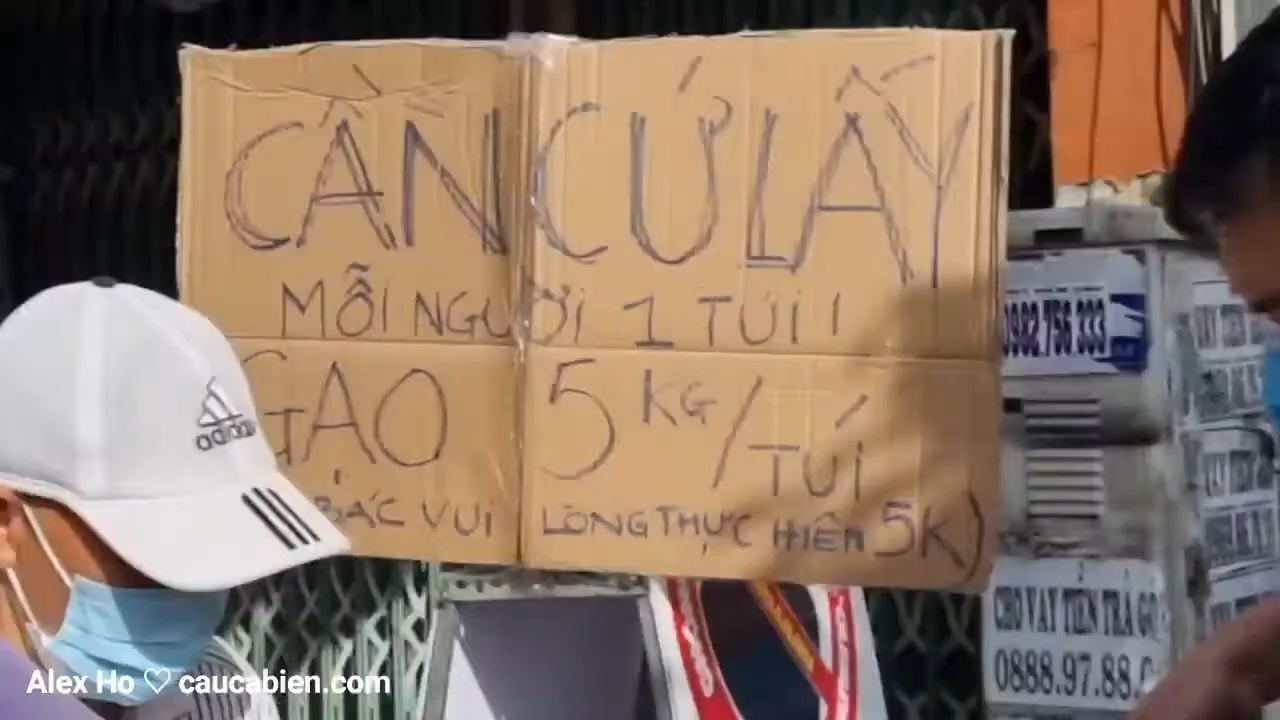 CẦN CỨ LẤY
MỖI NGƯỜI 1 TÚI !
GẠO 5 KG/TÚI
BÁC VUI LÒNG THỰC HIỆN 5K)
adidas
0982 756 333
CHO VAY TIỀN TRẢ GÓ
0888.97.88.
Alex Ho ♡ caucabien.com